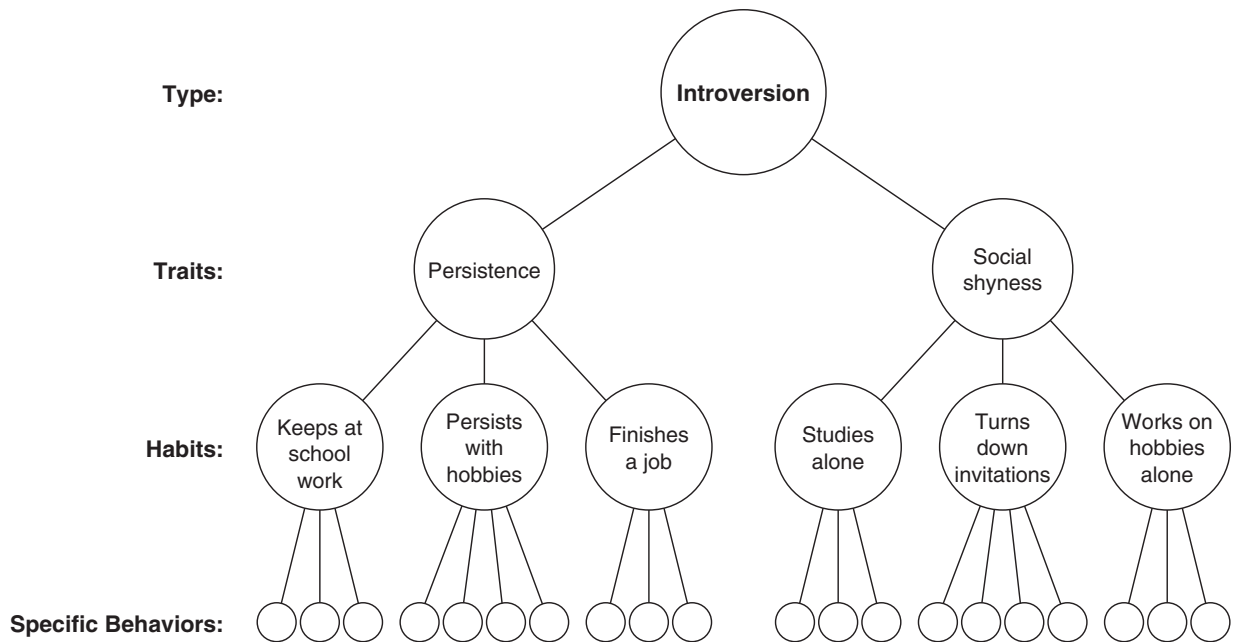 Type:
Introversion
Traits:
Persistence
Social
shyness
Habits:
Keeps at
school
work
Persists
with
hobbies
Finishes
a job
Studies
alone
Turns
down
invitations
Works on
hobbies
alone
Specific Behaviors: